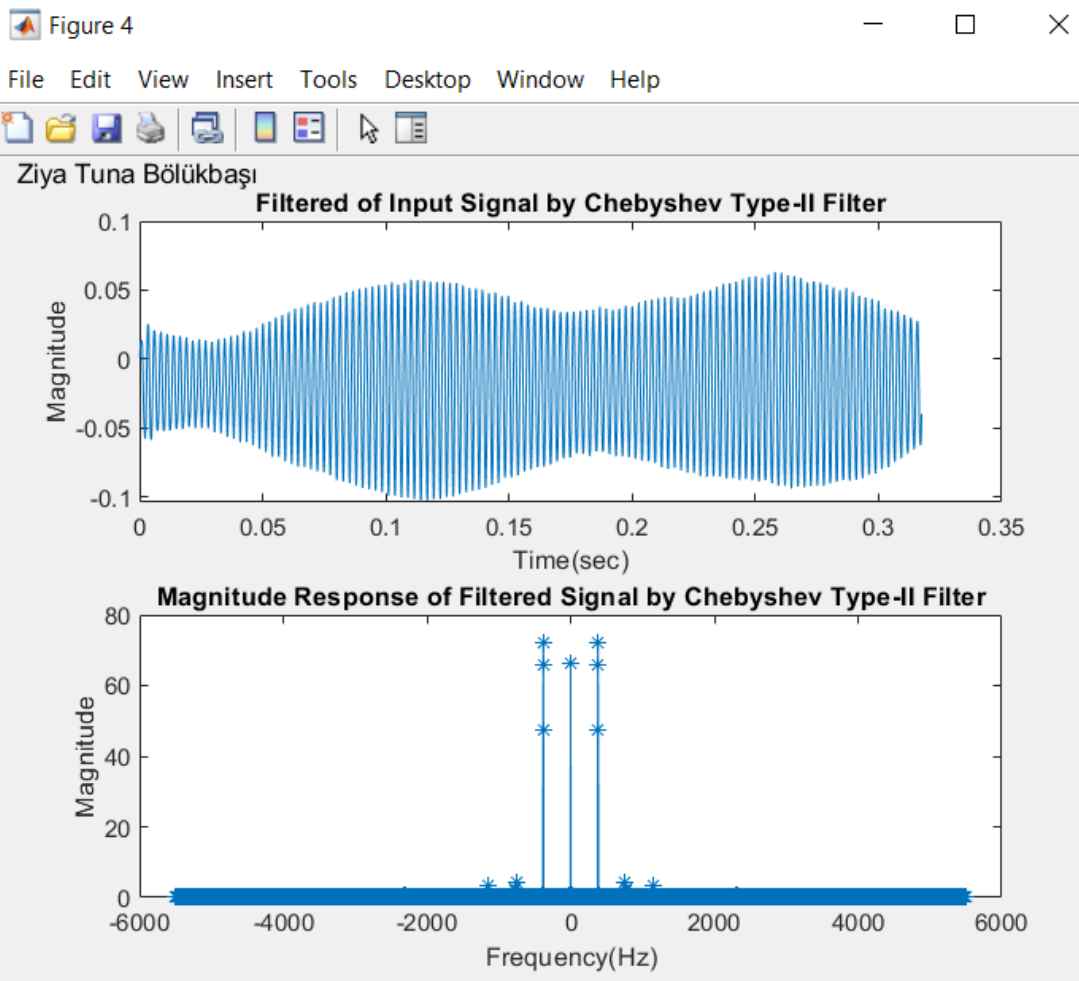 Figure 4
File Edit View Insert Tools Desktop Window Help
Ziya Tuna Bölükbaşı
Filtered of Input Signal by Chebyshev Type-II Filter
0.1
0.05
0
-0.05
-0.1
Magnitude
0 0.05 0.1 0.15 0.2 0.25 0.3 0.35
Time(sec)
Magnitude Response of Filtered Signal by Chebyshev Type-II Filter
80
60
40
20
0
Magnitude
-6000 -4000 -2000 0 2000 4000 6000
Frequency(Hz)